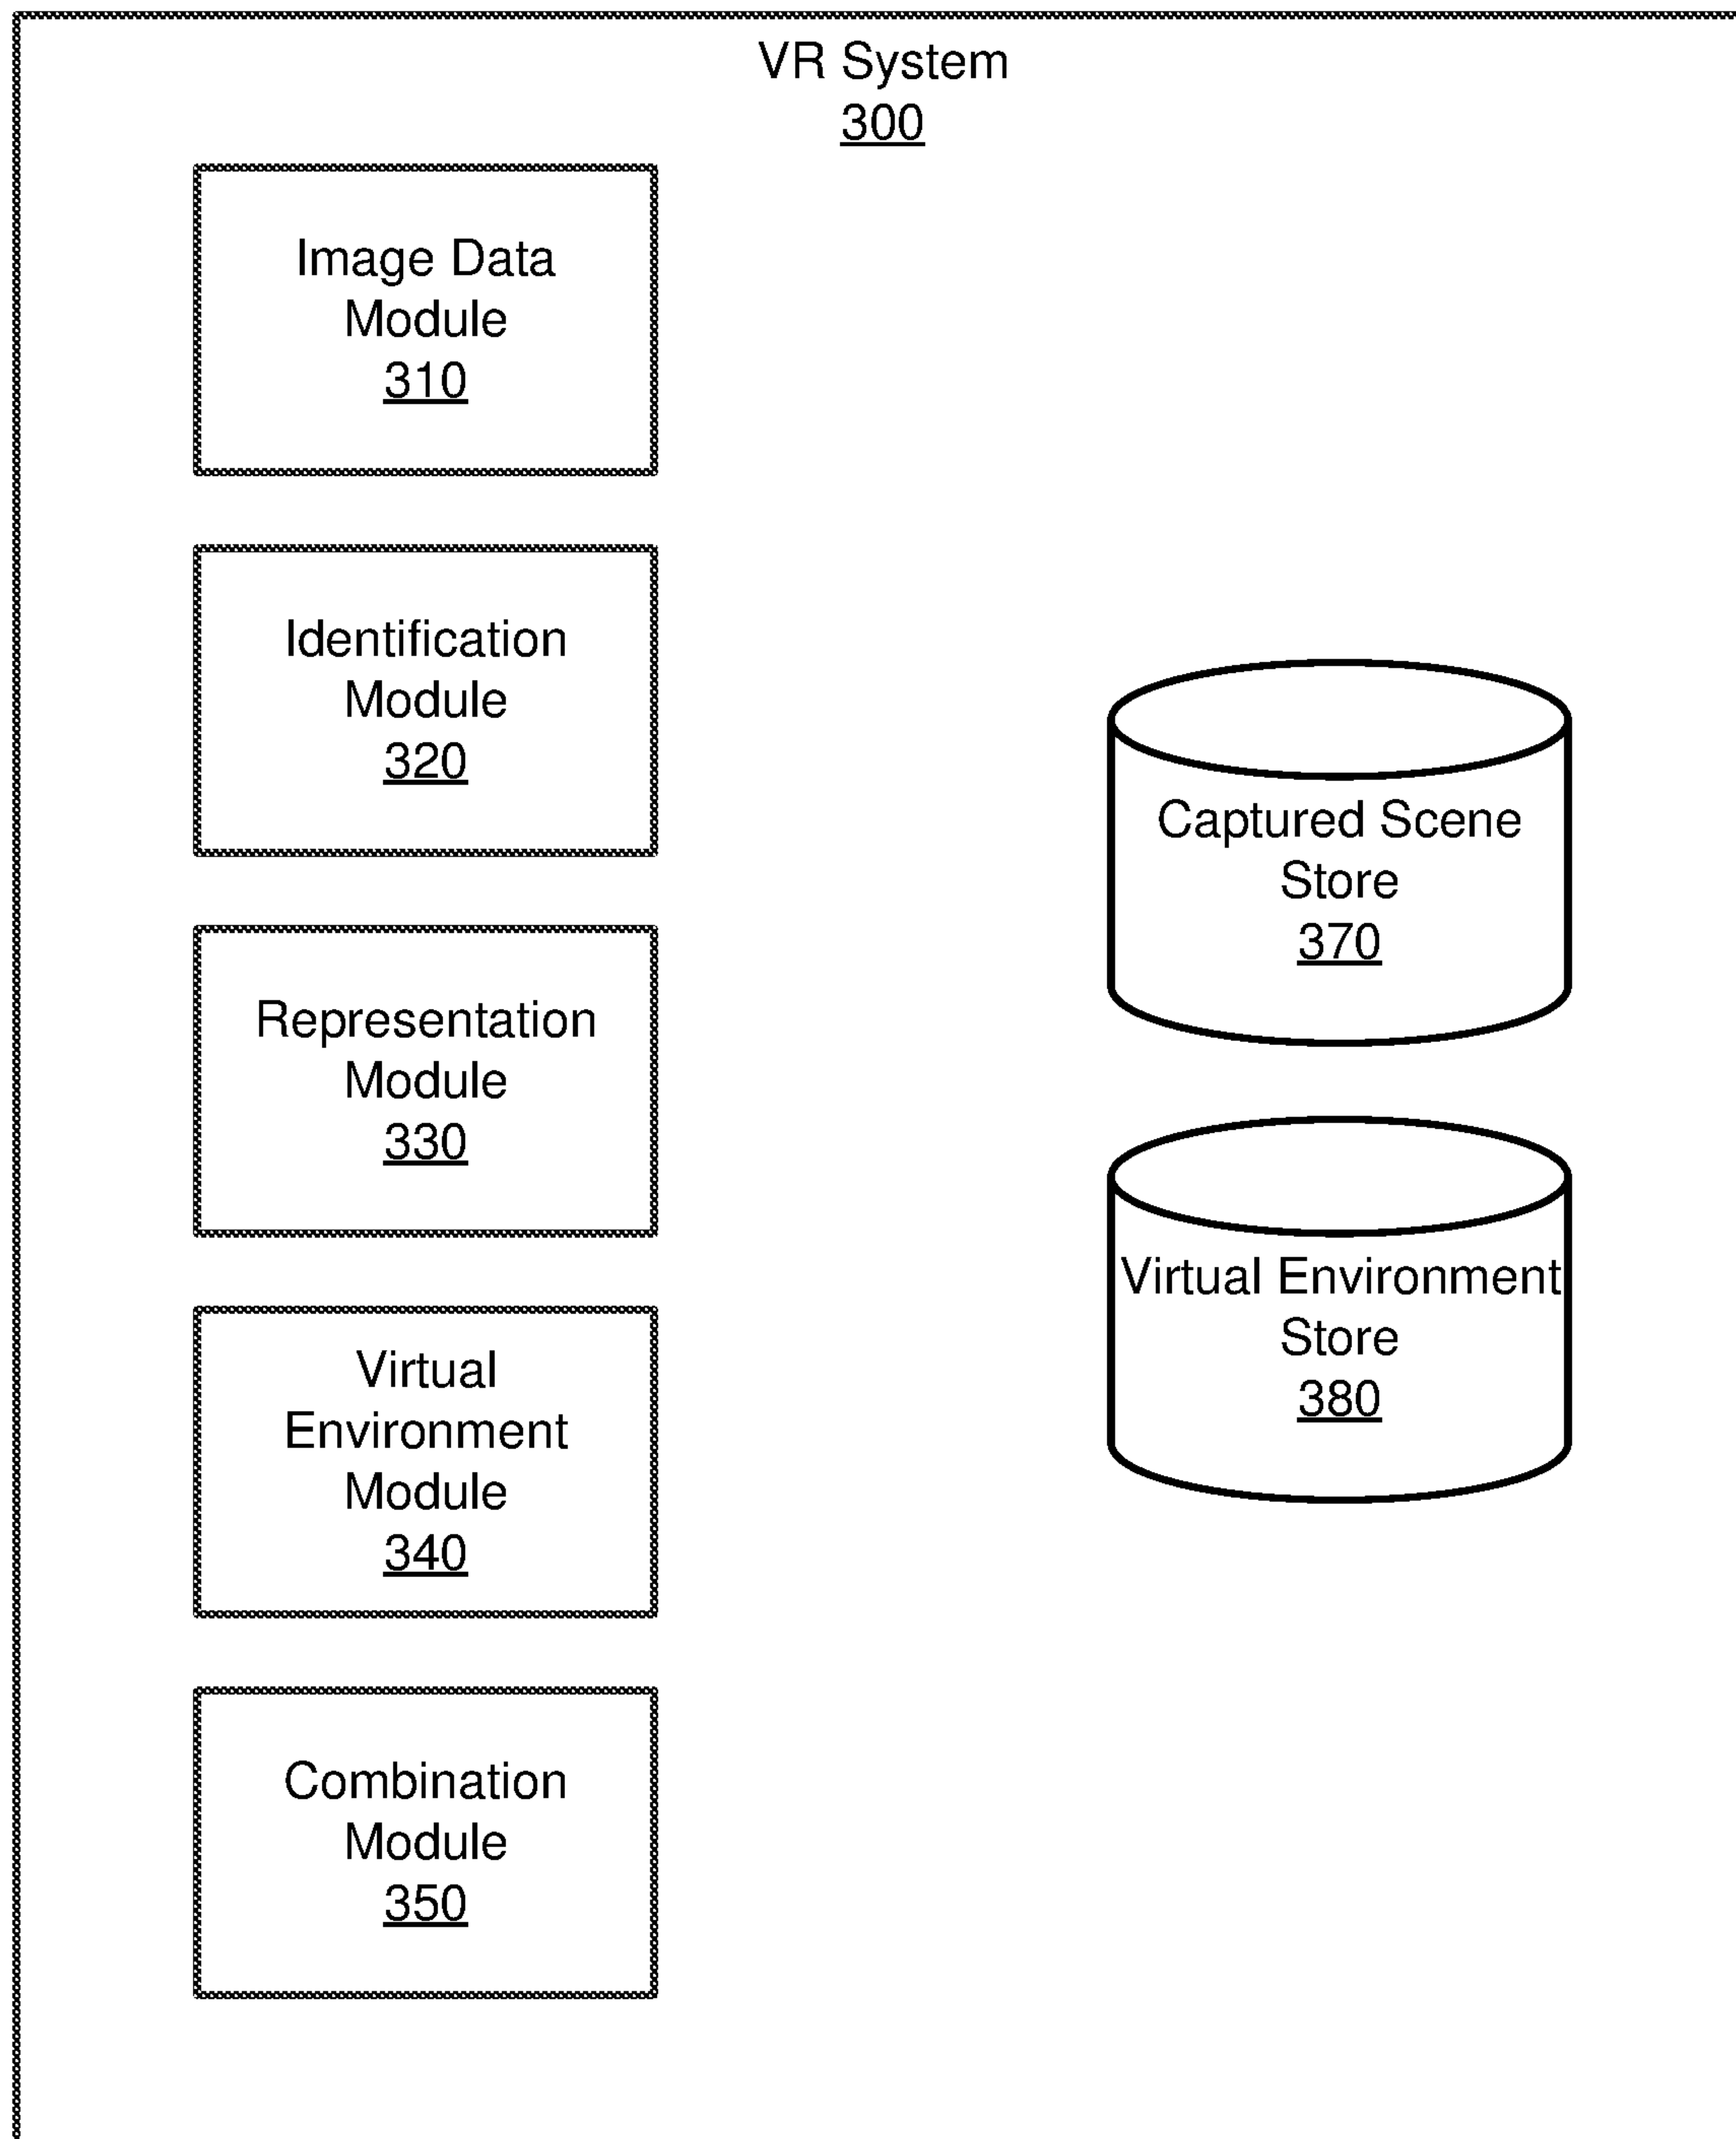 VR System
300
Image Data
Module
310
Identification
Module
320
Representation
Module
330
Virtual
Environment
Module
340
Combination
Module
350
Captured Scene
Store
370
Virtual Environment
Store
380